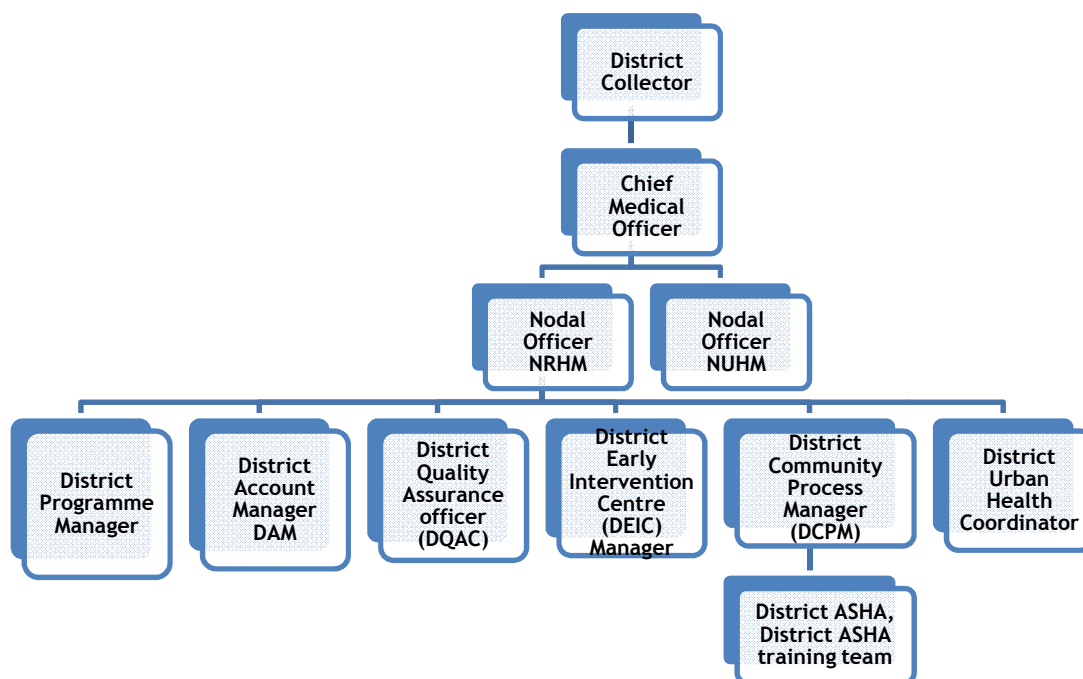 District
Collector
Chief
Medical
Officer
Nodal
Officer
NRHM
Nodal
Officer
NUHM
District
Programme
Manager
District
Account
Manager
DAM
District
Quality
Assurance
officer
(DQAC)
District
Early
Intervention
Centre
(DEIC)
Manager
District
Community
Process
Manager
(DCPM)
District
Urban
Health
Coordinator
District ASHA,
District ASHA
training team